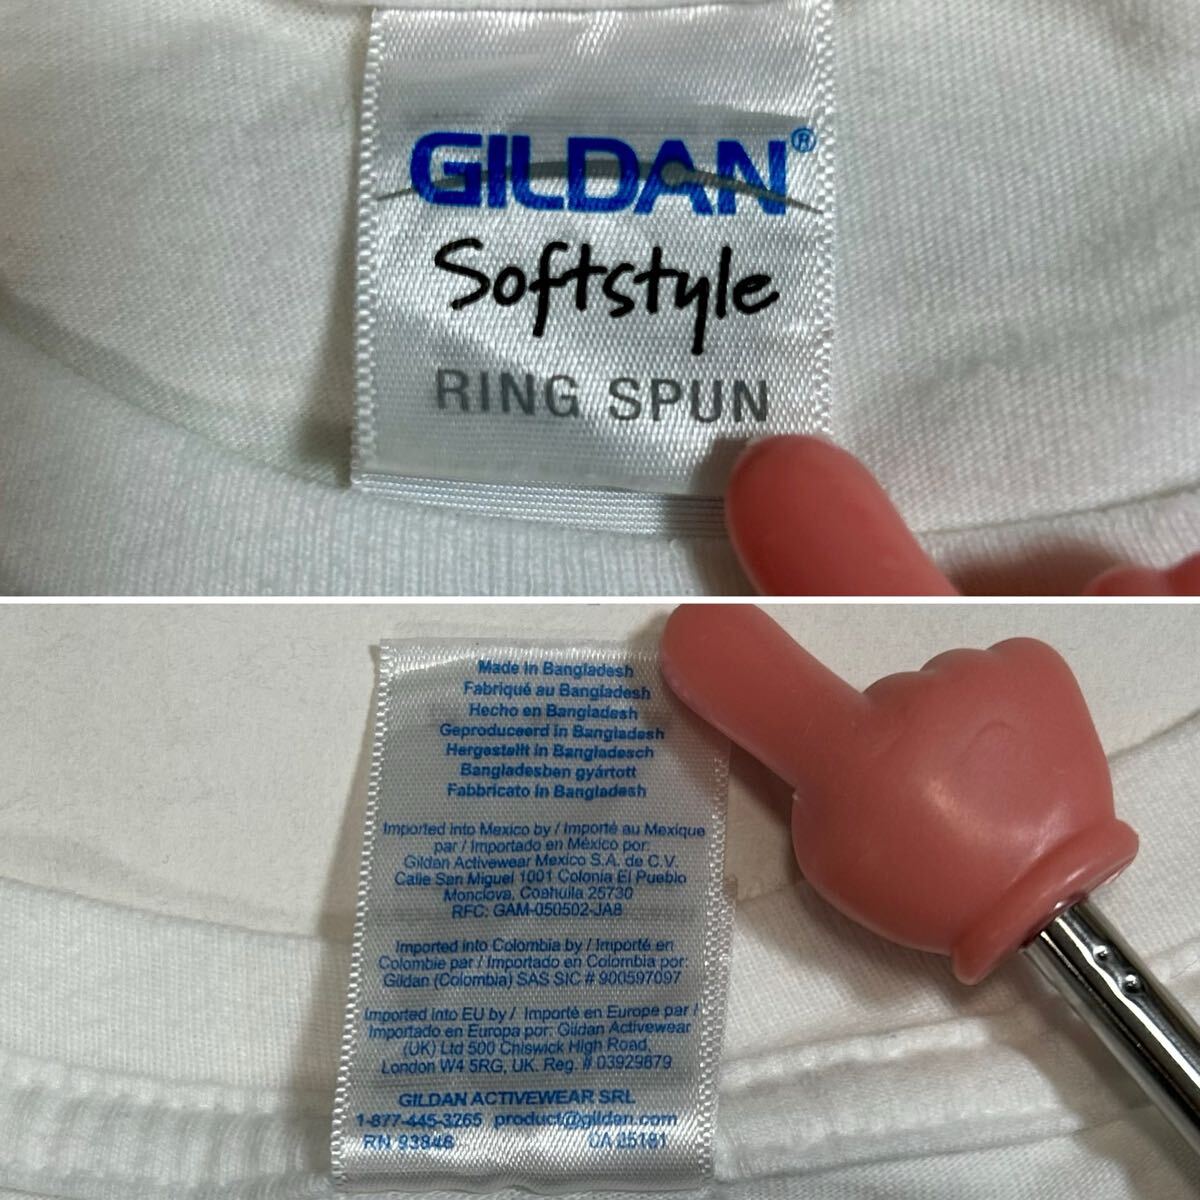 GILDAN®
Softstyle
RING SPUN
Made in Bangladesh
Fabriqué au Bangladesh
Hecho en Bangladesh
Geproduceerd in Bangladesh
Hergestellt in Bangladesch
Bangladesben gyártott
Fabbricato in Bangladesh
Imported into Mexico by / Importé au Mexique
par / Importado en México por:
Gildan Activewear Mexico S.A. de C.V.
Calle San Miguel 1001 Colonia El Pueblo
Monclova, Coahuila 25730
RFC: GAM-050502-JA8
Imported into Colombia by / Importé en
Colombie par / Importado en Colombia por:
Gildan (Colombia) SAS SIC # 900597097
Imported into EU by / Importé en Europe par /
Importado en Europa por: Gildan Activewear
(UK) Ltd 500 Chiswick High Road,
London W4 5RG, UK. Reg. # 03929879
GILDAN ACTIVEWEAR SRL
1-877-445-3265 product@gildan.com
RN 93846 CA 35181